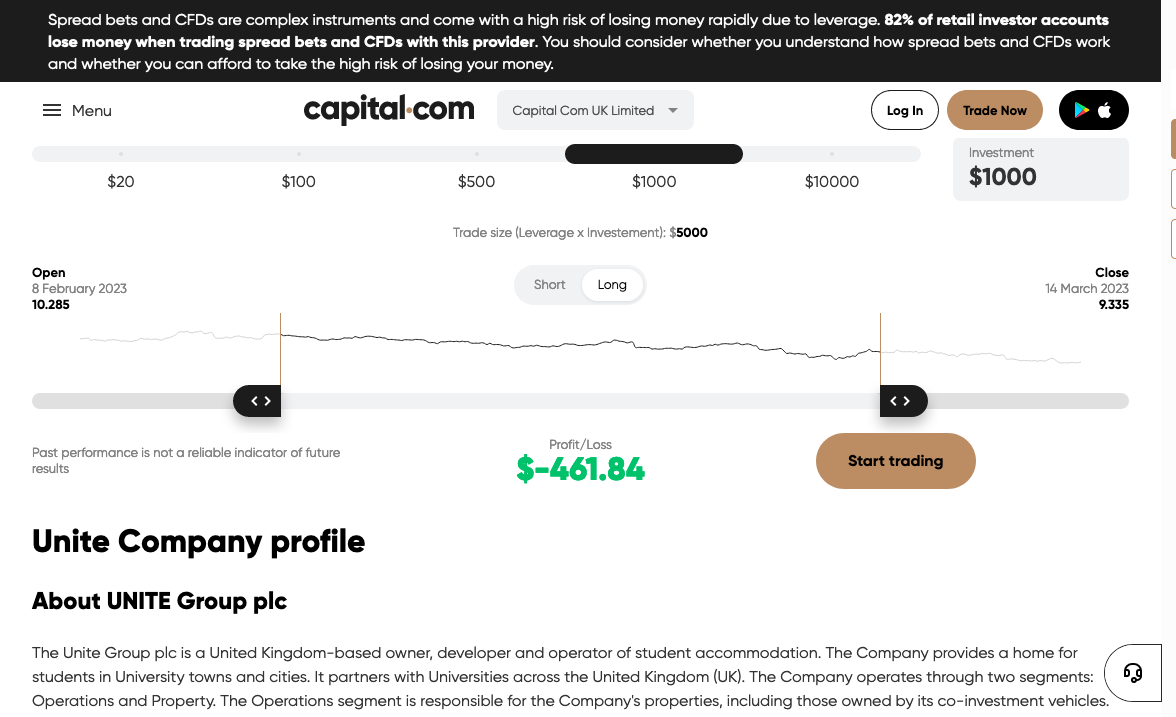 Spread bets and CFDs are complex instruments and come with a high risk of losing money rapidly due to leverage. 82% of retail investor accounts
lose money when trading spread bets and CFDs with this provider. You should consider whether you understand how spread bets and CFDs work
and whether you can afford to take the high risk of losing your money.
Menu
capital.com
Capital Com UK Limited
Log In
Trade Now
Investment
$1000
$20
$100
$500
$1000
$10000
Trade size (Leverage x Investement): $5000
Open
8 February 2023
10.285
Short
Long
Close
14 March 2023
9.335
Past performance is not a reliable indicator of future
results
Profit/Loss
$-461.84
Start trading
Unite Company profile
About UNITE Group plc
The Unite Group plc is a United Kingdom-based owner, developer and operator of student accommodation. The Company provides a home for
students in University towns and cities. It partners with Universities across the United Kingdom (UK). The Company operates through two segments:
Operations and Property. The Operations segment is responsible for the Company's properties, including those owned by its co-investment vehicles.